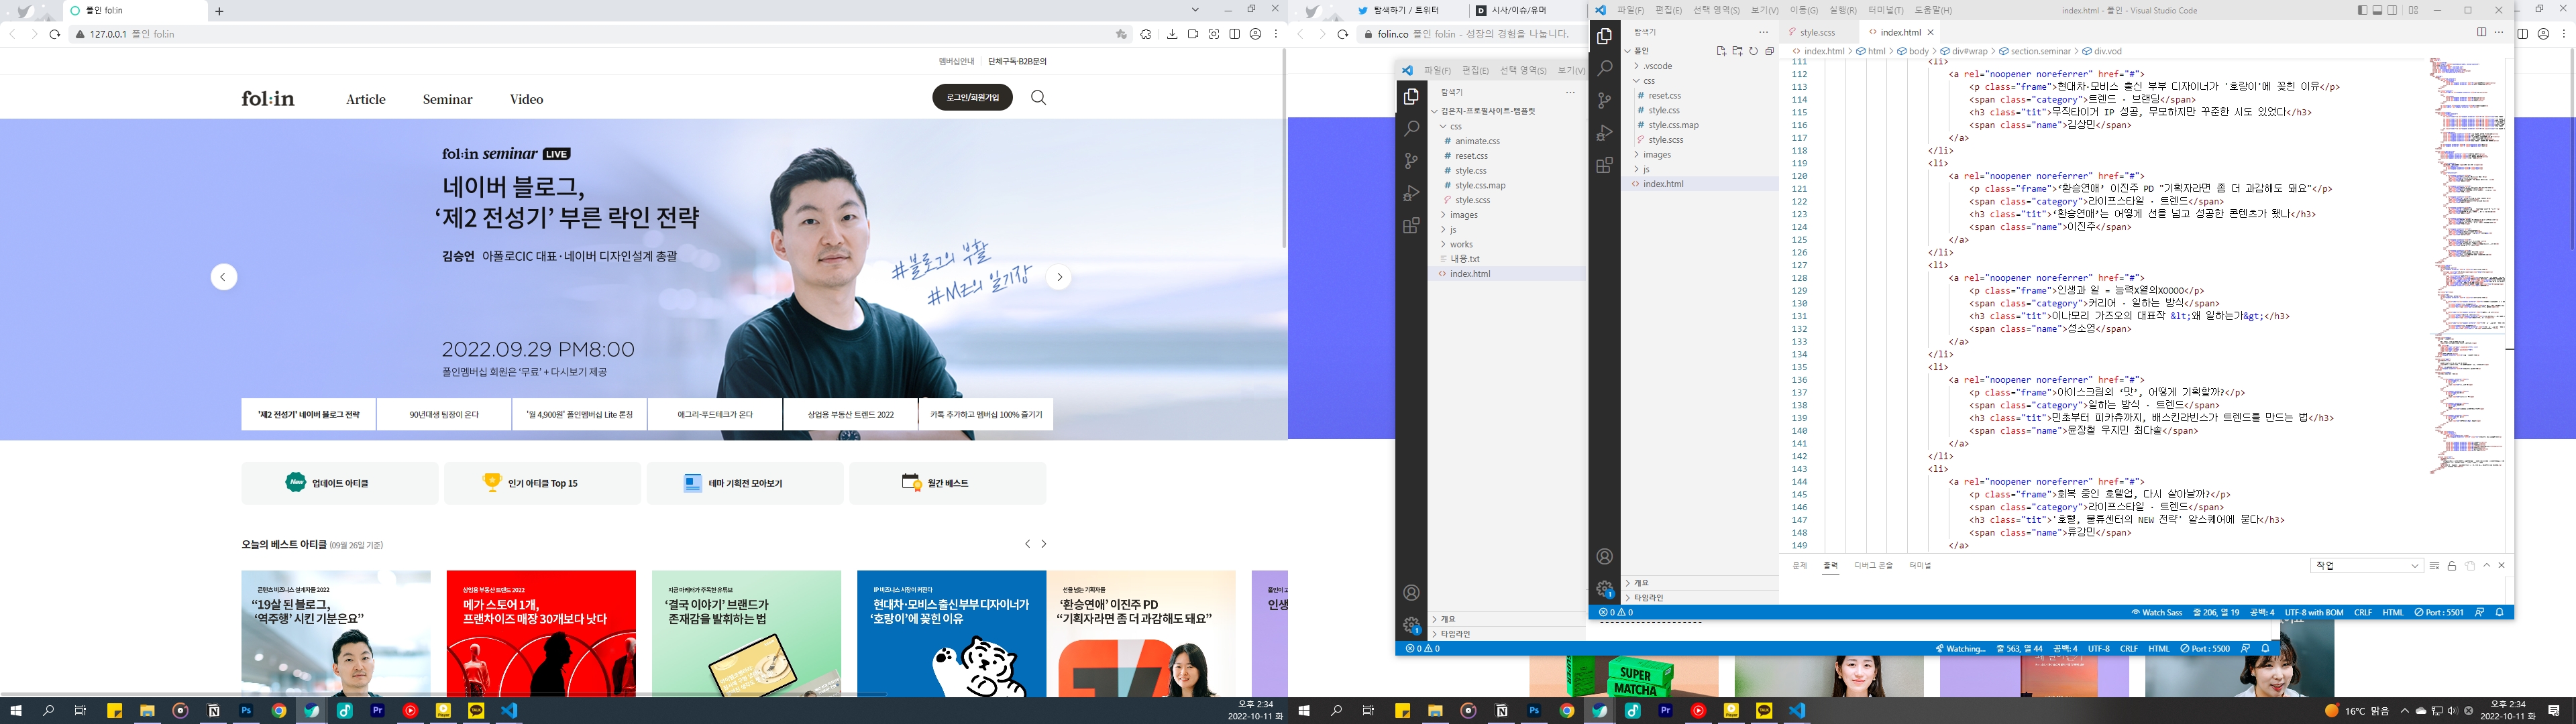 폴인 fol:in
127.0.0.1 폴인 fol:in
멤버십안내 단체구독·B2B문의
fol:in Article Seminar Video 로그인/회원가입
fol:in seminar LIVE
네이버 블로그,
‘제2 전성기’ 부른 락인 전략
김승언 아폴로CIC 대표·네이버 디자인설계 총괄
#블로그의 부활
#MZ의 일기장
2022.09.29 PM8:00
폴인멤버십 회원은 ‘무료’ + 다시보기 제공
'제2 전성기' 네이버 블로그 전략
90년대생 팀장이 온다
'월 4,900원' 폴인멤버십 Lite 론칭
애그리-푸드테크가 온다
상업용 부동산 트렌드 2022
카톡 추가하고 멤버십 100% 즐기기
New 업데이트 아티클
인기 아티클 Top 15
테마 기획전 모아보기
월간 베스트
오늘의 베스트 아티클 (09월 26일 기준)
콘텐츠 비즈니스 설계자들 2022
“19살 된 블로그,
‘역주행’ 시킨 기분은요”
상업용 부동산 트렌드 2022
메가 스토어 1개,
프랜차이즈 매장 30개보다 낫다
지금 마케터가 주목한 유튜브
‘결국 이야기’ 브랜드가
존재감을 발휘하는 법
IP 비즈니스 시장이 커진다
현대차·모비스 출신 부부 디자이너가
‘호랑이’에 꽂힌 이유
선을 넘는 기획자들
‘환승연애’ 이진주 PD
“기획자라면 좀 더 과감해도 돼요”
인생
오후 2:34
2022-10-11 화
탐색하기 / 트위터
시사/이슈/유머
folin.co 폴인 fol:in - 성장의 경험을 나눕니다.
파일(F) 편집(E) 선택 영역(S) 보기(V)
탐색기
김은지-프로필사이트-템플릿
css
animate.css
reset.css
style.css
style.css.map
style.scss
images
js
works
내용.txt
index.html
개요
타임라인
0 0
Watching... 줄 563, 열 44 공백: 4 UTF-8 CRLF HTML Port : 5500
파일(F) 편집(E) 선택 영역(S) 보기(V) 이동(G) 실행(R) 터미널(T) 도움말(H)
index.html - 폴인 - Visual Studio Code
탐색기
폴인
.vscode
css
reset.css
style.css
style.css.map
style.scss
images
js
index.html
개요
타임라인
style.scss index.html
index.html > html > body > div#wrap > section.seminar > div.vod
111 <li>
112 <a rel="noopener noreferrer" href="#">
113 <p class="frame">현대차·모비스 출신 부부 디자이너가 '호랑이'에 꽂힌 이유</p>
114 <span class="category">트렌드 · 브랜딩</span>
115 <h3 class="tit">무직타이거 IP 성공, 무모하지만 꾸준한 시도 있었다</h3>
116 <span class="name">김상민</span>
117 </a>
118 </li>
119 <li>
120 <a rel="noopener noreferrer" href="#">
121 <p class="frame">‘환승연애’ 이진주 PD "기획자라면 좀 더 과감해도 돼요"</p>
122 <span class="category">라이프스타일 · 트렌드</span>
123 <h3 class="tit">‘환승연애’는 어떻게 선을 넘고 성공한 콘텐츠가 됐나</h3>
124 <span class="name">이진주</span>
125 </a>
126 </li>
127 <li>
128 <a rel="noopener noreferrer" href="#">
129 <p class="frame">인생과 일 = 능력X열의XOOOO</p>
130 <span class="category">커리어 · 일하는 방식</span>
131 <h3 class="tit">이나모리 가즈오의 대표작 &lt;왜 일하는가&gt;</h3>
132 <span class="name">성소영</span>
133 </a>
134 </li>
135 <li>
136 <a rel="noopener noreferrer" href="#">
137 <p class="frame">아이스크림의 ‘맛’, 어떻게 기획할까?</p>
138 <span class="category">일하는 방식 · 트렌드</span>
139 <h3 class="tit">민초부터 피카츄까지, 배스킨라빈스가 트렌드를 만드는 법</h3>
140 <span class="name">윤장철 우지민 최다솔</span>
141 </a>
142 </li>
143 <li>
144 <a rel="noopener noreferrer" href="#">
145 <p class="frame">회복 중인 호텔업, 다시 살아날까?</p>
146 <span class="category">라이프스타일 · 트렌드</span>
147 <h3 class="tit">'호텔, 물류센터의 NEW 전략' 알스퀘어에 묻다</h3>
148 <span class="name">류강민</span>
149 </a>
문제 출력 디버그 콘솔 터미널
작업
0 0
Watch Sass 줄 206, 열 19 공백: 4 UTF-8 with BOM CRLF HTML Port : 5501
SUPER
MATCHA
16°C 맑음
오후 2:34
2022-10-11 화